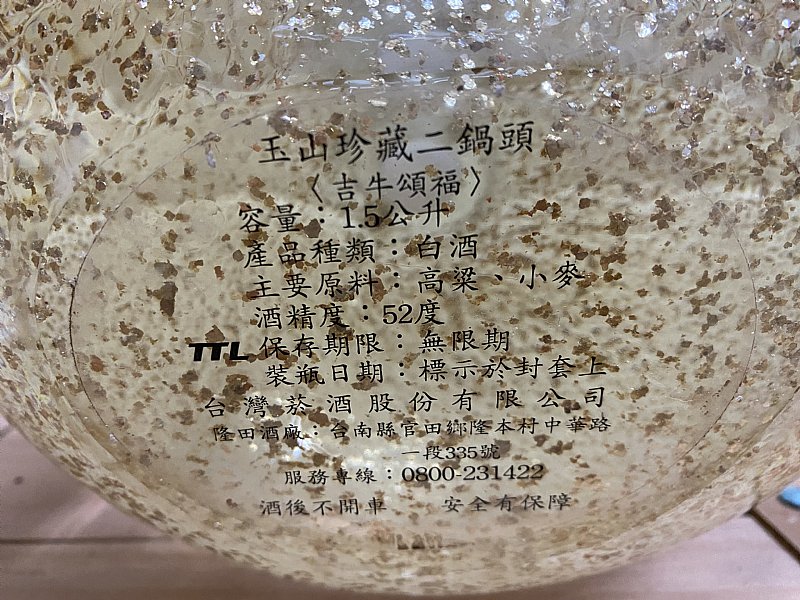 玉山珍藏二鍋頭
〈吉牛頌福〉
容量：1.5公升
產品種類：白酒
主要原料：高粱、小麥
酒精度：52度
TTL 保存期限：無限期
裝瓶日期：標示於封套上
台灣菸酒股份有限公司
隆田酒廠：台南縣官田鄉隆本村中華路
一段335號
服務專線：0800-231422
酒後不開車 安全有保障